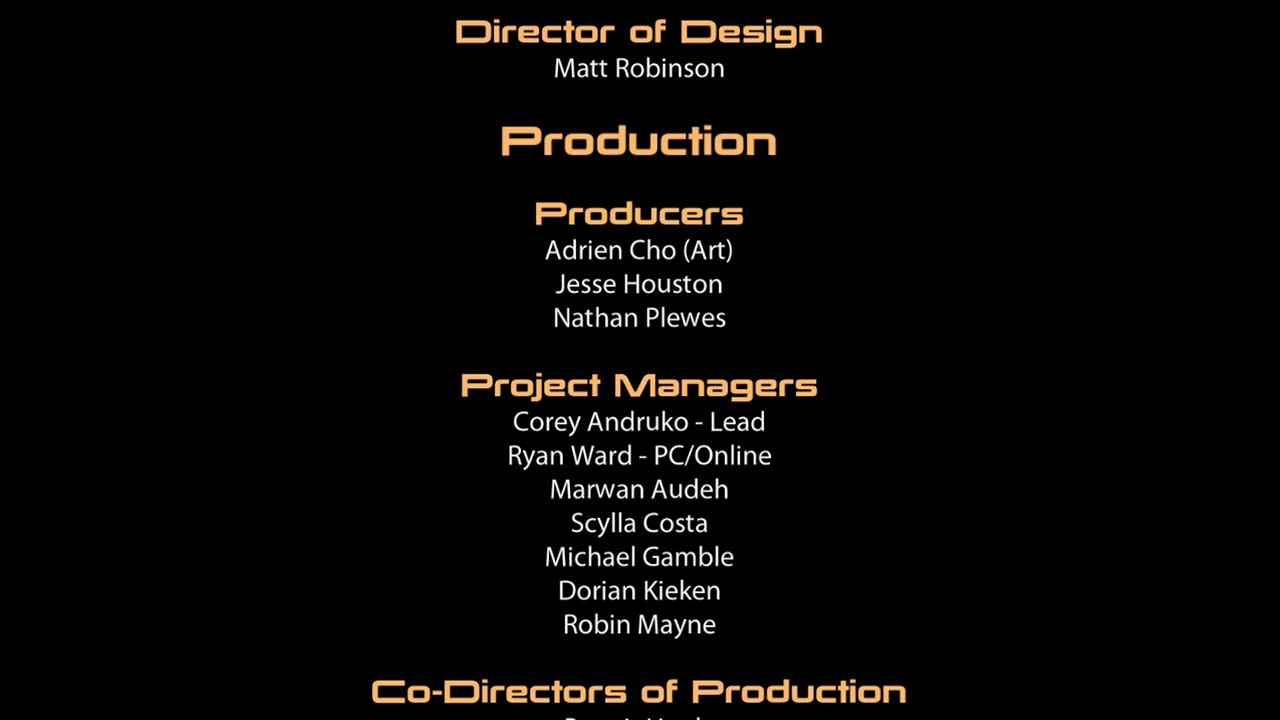 Director of Design
Matt Robinson
Production
Producers
Adrien Cho (Art)
Jesse Houston
Nathan Plewes
Project Managers
Corey Andruko - Lead
Ryan Ward - PC/Online
Marwan Audeh
Scylla Costa
Michael Gamble
Dorian Kieken
Robin Mayne
Co-Directors of Production